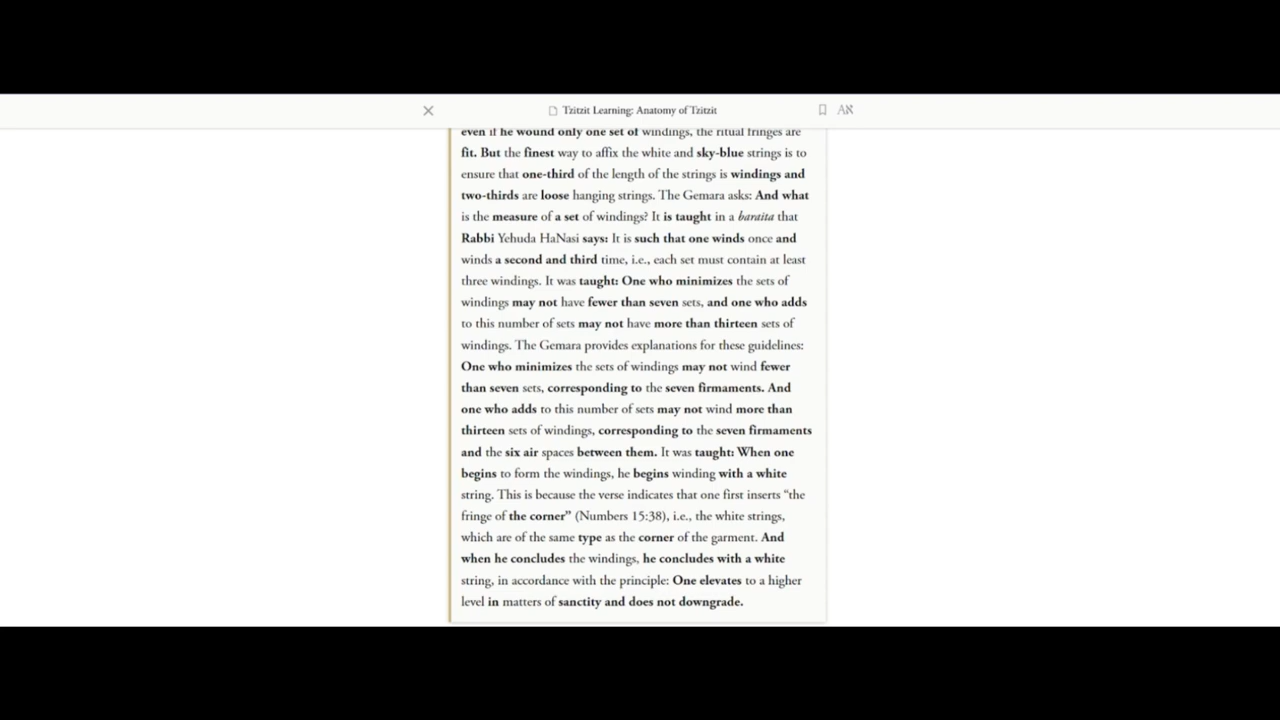 Tzitzit Learning: Anatomy of Tzitzit
Aא
even if he wound only one set of windings, the ritual fringes are
fit. But the finest way to affix the white and sky-blue strings is to
ensure that one-third of the length of the strings is windings and
two-thirds are loose hanging strings. The Gemara asks: And what
is the measure of a set of windings? It is taught in a baraita that
Rabbi Yehuda HaNasi says: It is such that one winds once and
winds a second and third time, i.e., each set must contain at least
three windings. It was taught: One who minimizes the sets of
windings may not have fewer than seven sets, and one who adds
to this number of sets may not have more than thirteen sets of
windings. The Gemara provides explanations for these guidelines:
One who minimizes the sets of windings may not wind fewer
than seven sets, corresponding to the seven firmaments. And
one who adds to this number of sets may not wind more than
thirteen sets of windings, corresponding to the seven firmaments
and the six air spaces between them. It was taught: When one
begins to form the windings, he begins winding with a white
string. This is because the verse indicates that one first inserts “the
fringe of the corner” (Numbers 15:38), i.e., the white strings,
which are of the same type as the corner of the garment. And
when he concludes the windings, he concludes with a white
string, in accordance with the principle: One elevates to a higher
level in matters of sanctity and does not downgrade.